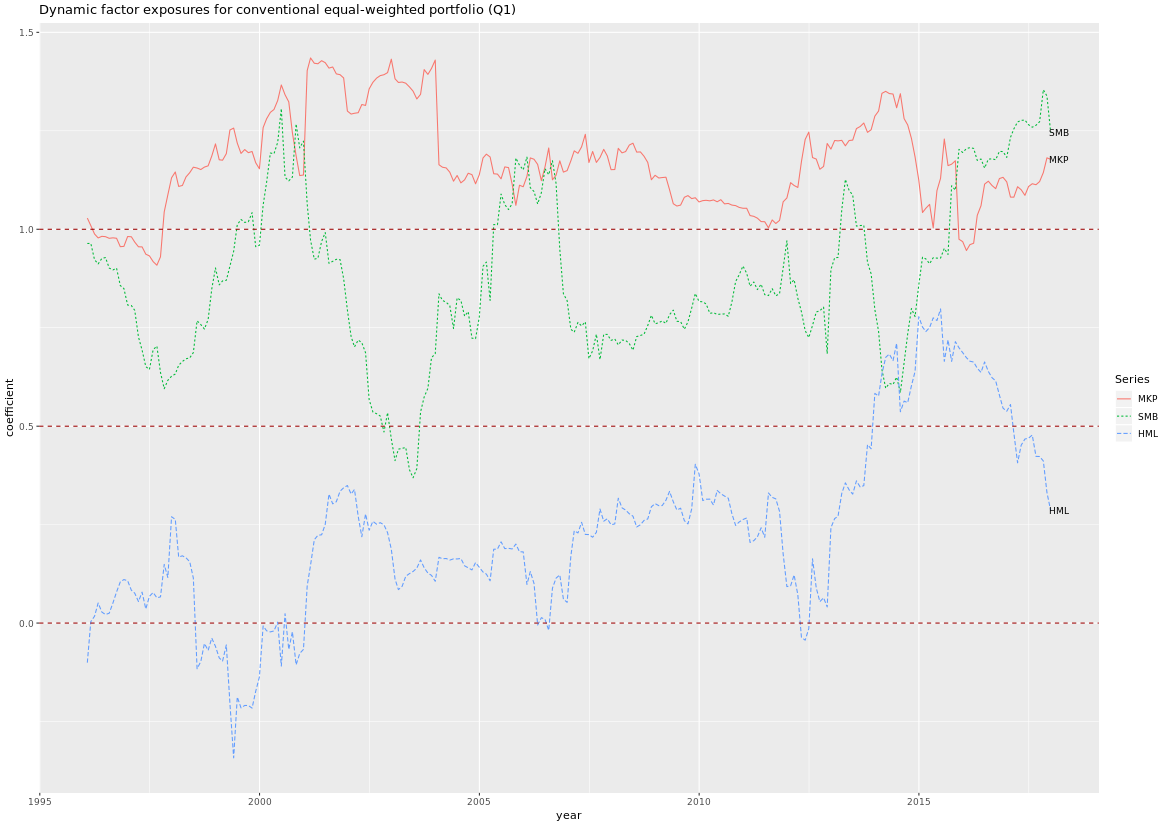 Dynamic factor exposures for conventional equal-weighted portfolio (Q1)
1.5
1.0
0.5
0.0
coefficient
SMB
MKP
HML
Series
MKP
SMB
HML
1995
2000
2005
2010
2015
year